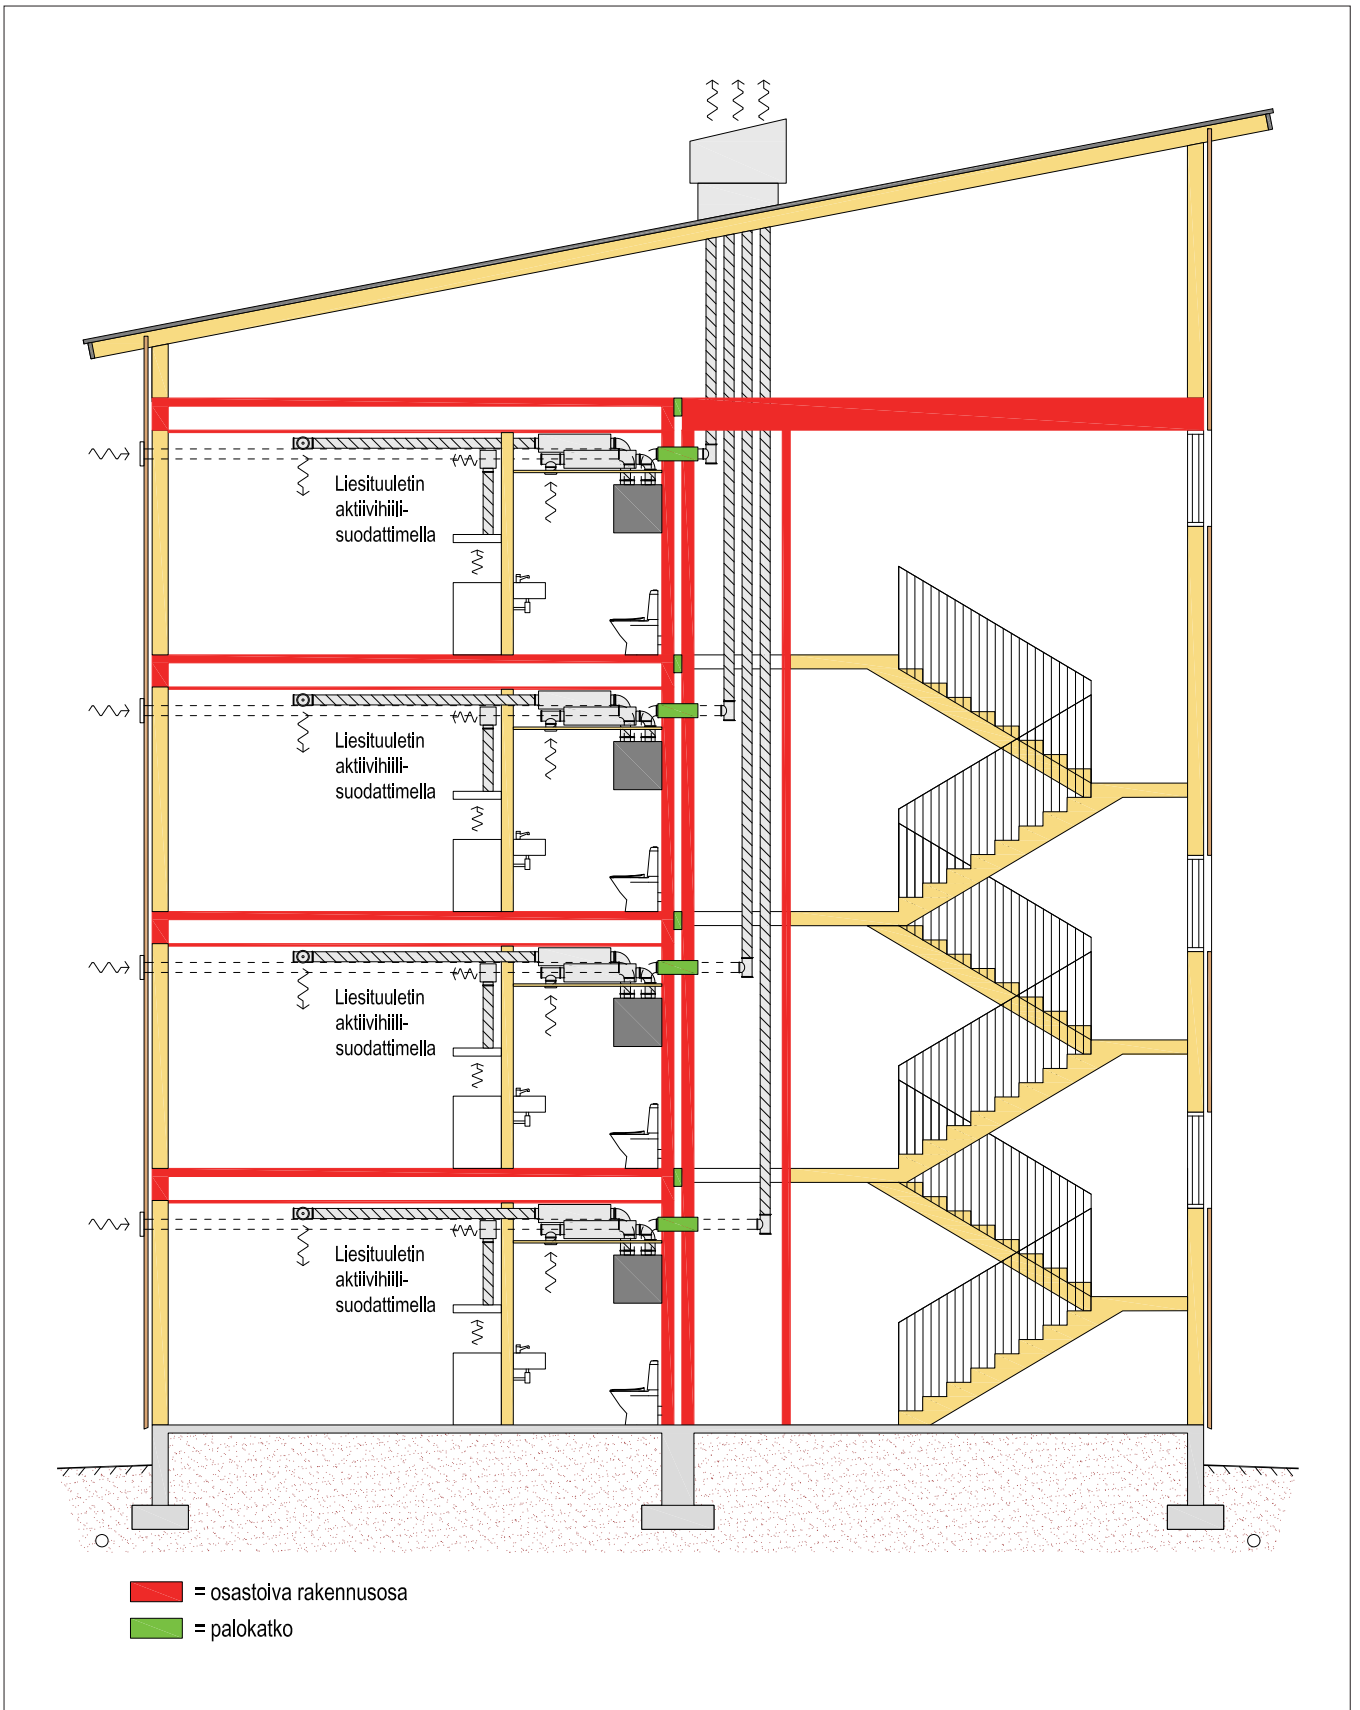 Liesituuletin
aktiivihiili-
suodattimella
Liesituuletin
aktiivihiili-
suodattimella
Liesituuletin
aktiivihiili-
suodattimella
Liesituuletin
aktiivihiili-
suodattimella
= osastoiva rakennusosa
= palokatko